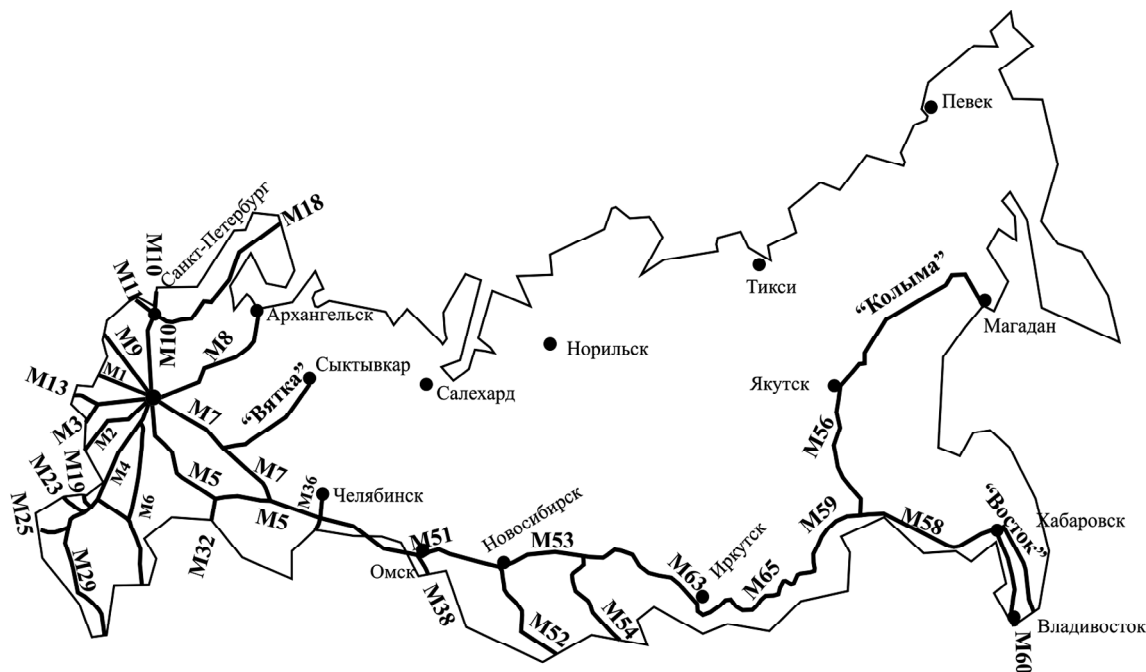 Певек
М18
Санкт-Петербург
М10
М11
"Колыма"
Тикси
Магадан
Архангельск
М10
М9
М8
Норильск
Сыктывкар
М1
М13
"Вятка"
Салехард
Якутск
М7
М3
М2
М56
М4
М19
М23
М5
М7
М36
Челябинск
М25
М6
М5
М32
М51
Омск
Новосибирск
М53
М59
М58
"Восток"
Хабаровск
М29
М38
М63
Иркутск
М65
М52
М54
Владивосток
М60